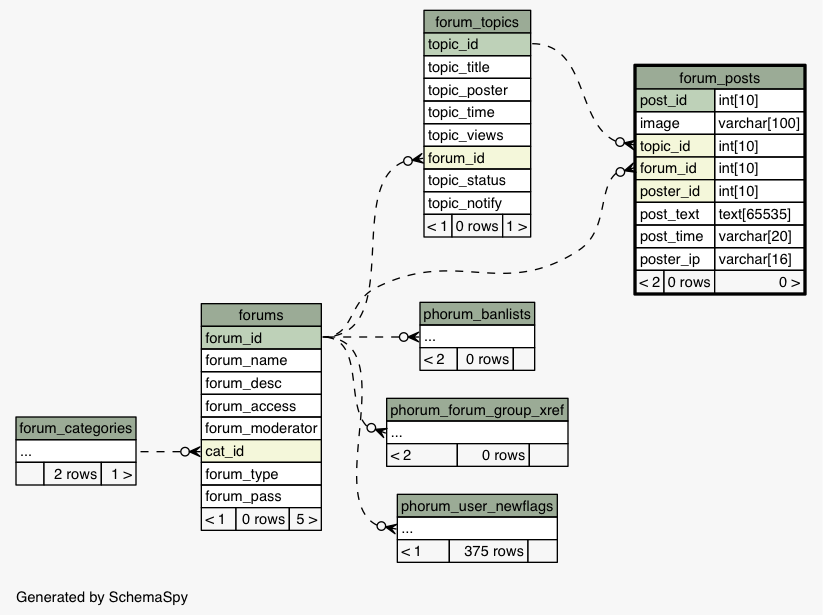 forum_topics
topic_id
topic_title
topic_poster
topic_time
topic_views
forum_id
topic_status
topic_notify
< 1 0 rows 1 >
forum_posts
post_id int[10]
image varchar[100]
topic_id int[10]
forum_id int[10]
poster_id int[10]
post_text text[65535]
post_time varchar[20]
poster_ip varchar[16]
< 2 0 rows 0 >
forums
forum_id
forum_name
forum_desc
forum_access
forum_moderator
cat_id
forum_type
forum_pass
< 1 0 rows 5 >
phorum_banlists
...
< 2 0 rows
phorum_forum_group_xref
...
< 2 0 rows
forum_categories
...
2 rows 1 >
phorum_user_newflags
...
< 1 375 rows
Generated by SchemaSpy